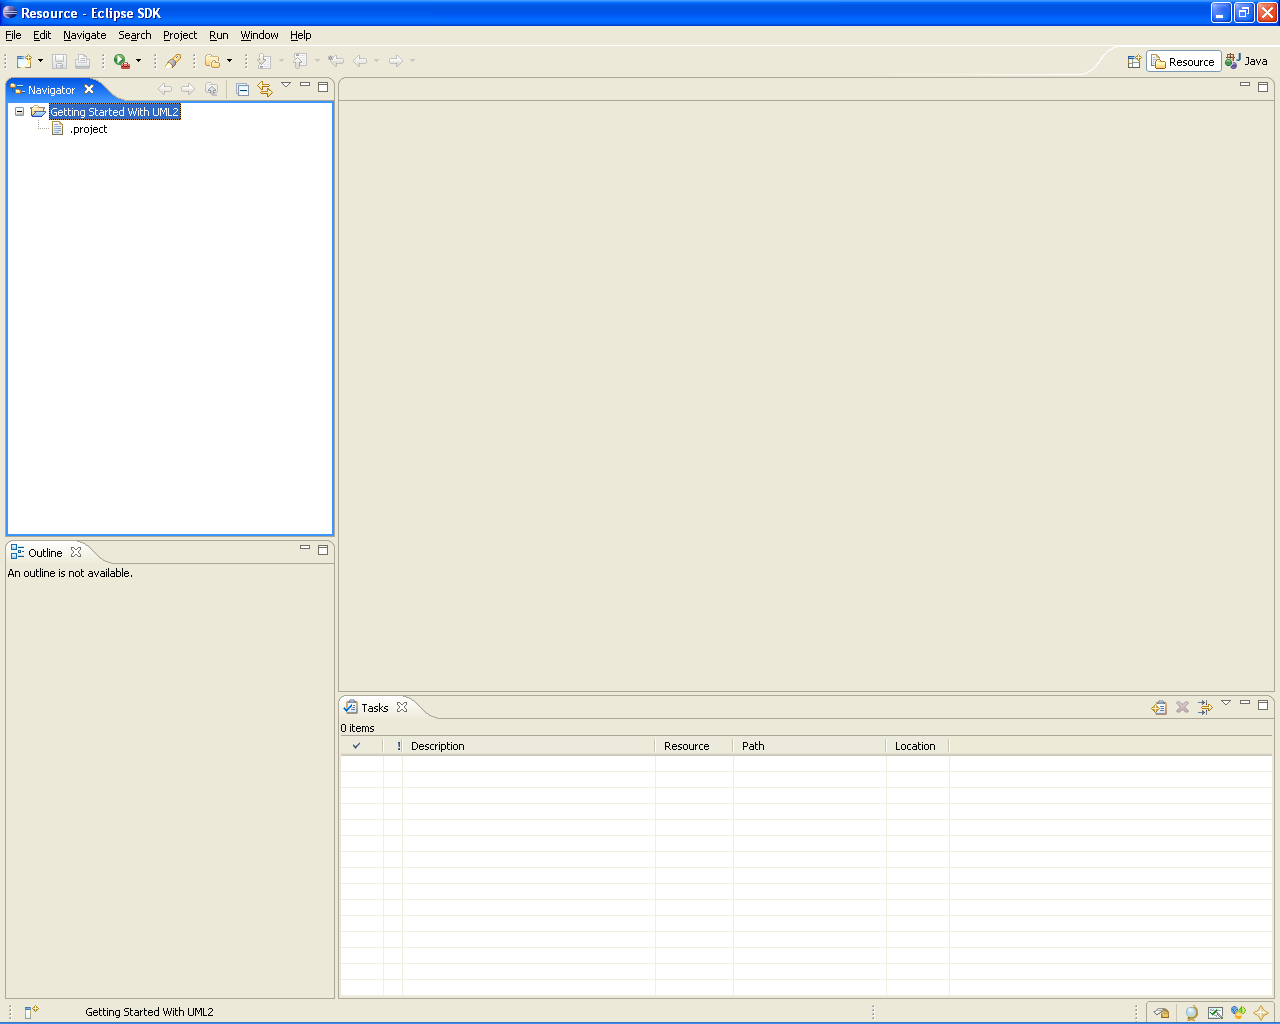 Resource - Eclipse SDK
File Edit Navigate Search Project Run Window Help
Resource Java
Navigator
Getting Started With UML2
.project
Outline
An outline is not available.
Tasks
0 items
! Description Resource Path Location
Getting Started With UML2